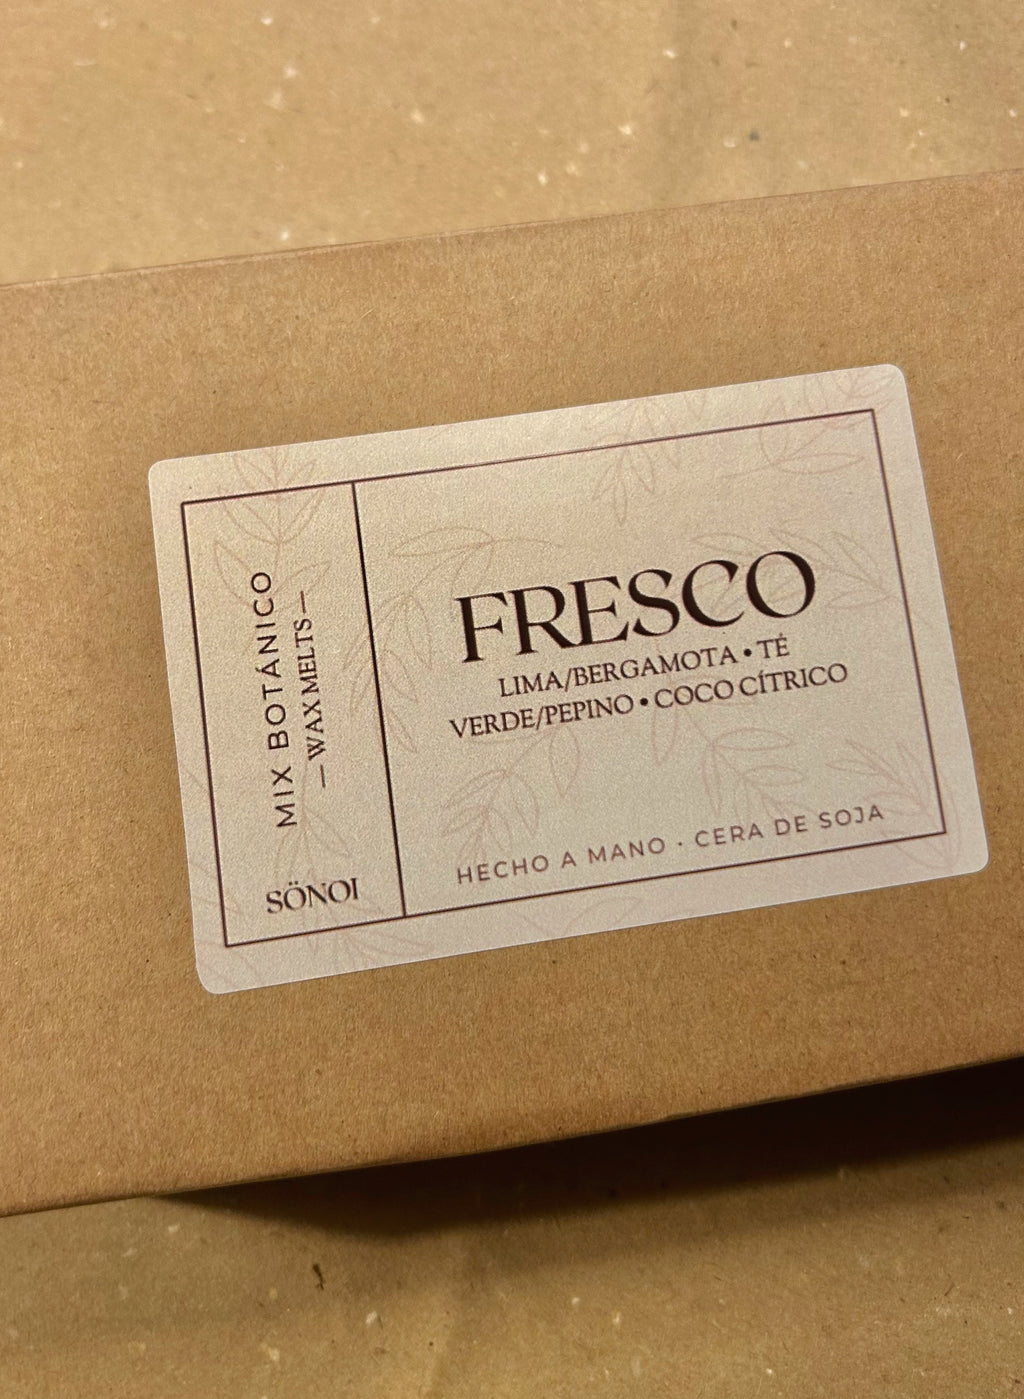 MIX BOTÁNICO
— WAX MELTS —
SÖNOI
FRESCO
LIMA/BERGAMOTA • TÉ
VERDE/PEPINO • COCO CÍTRICO
HECHO A MANO · CERA DE SOJA